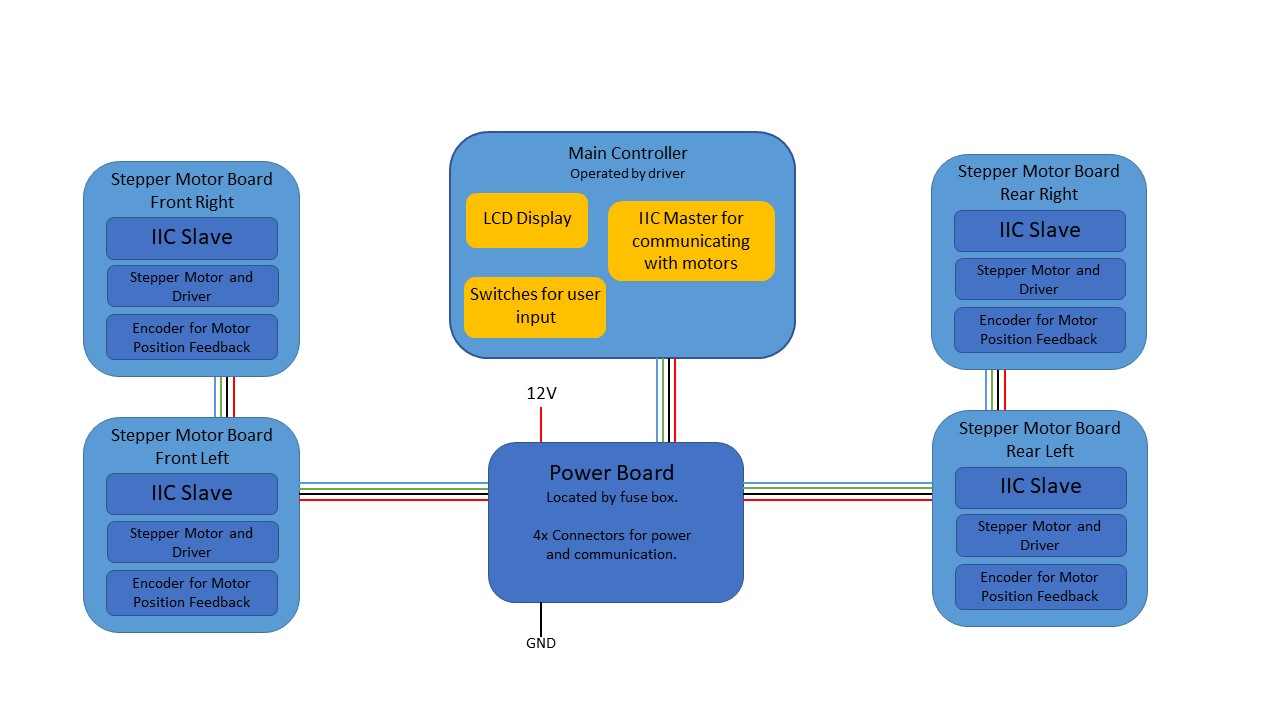 Main Controller
Operated by driver
LCD Display
IIC Master for
communicating
with motors
Switches for user
input
Stepper Motor Board
Front Right
IIC Slave
Stepper Motor and
Driver
Encoder for Motor
Position Feedback
Stepper Motor Board
Rear Right
IIC Slave
Stepper Motor and
Driver
Encoder for Motor
Position Feedback
12V
Stepper Motor Board
Front Left
IIC Slave
Stepper Motor and
Driver
Encoder for Motor
Position Feedback
Power Board
Located by fuse box.
4x Connectors for power
and communication.
GND
Stepper Motor Board
Rear Left
IIC Slave
Stepper Motor and
Driver
Encoder for Motor
Position Feedback